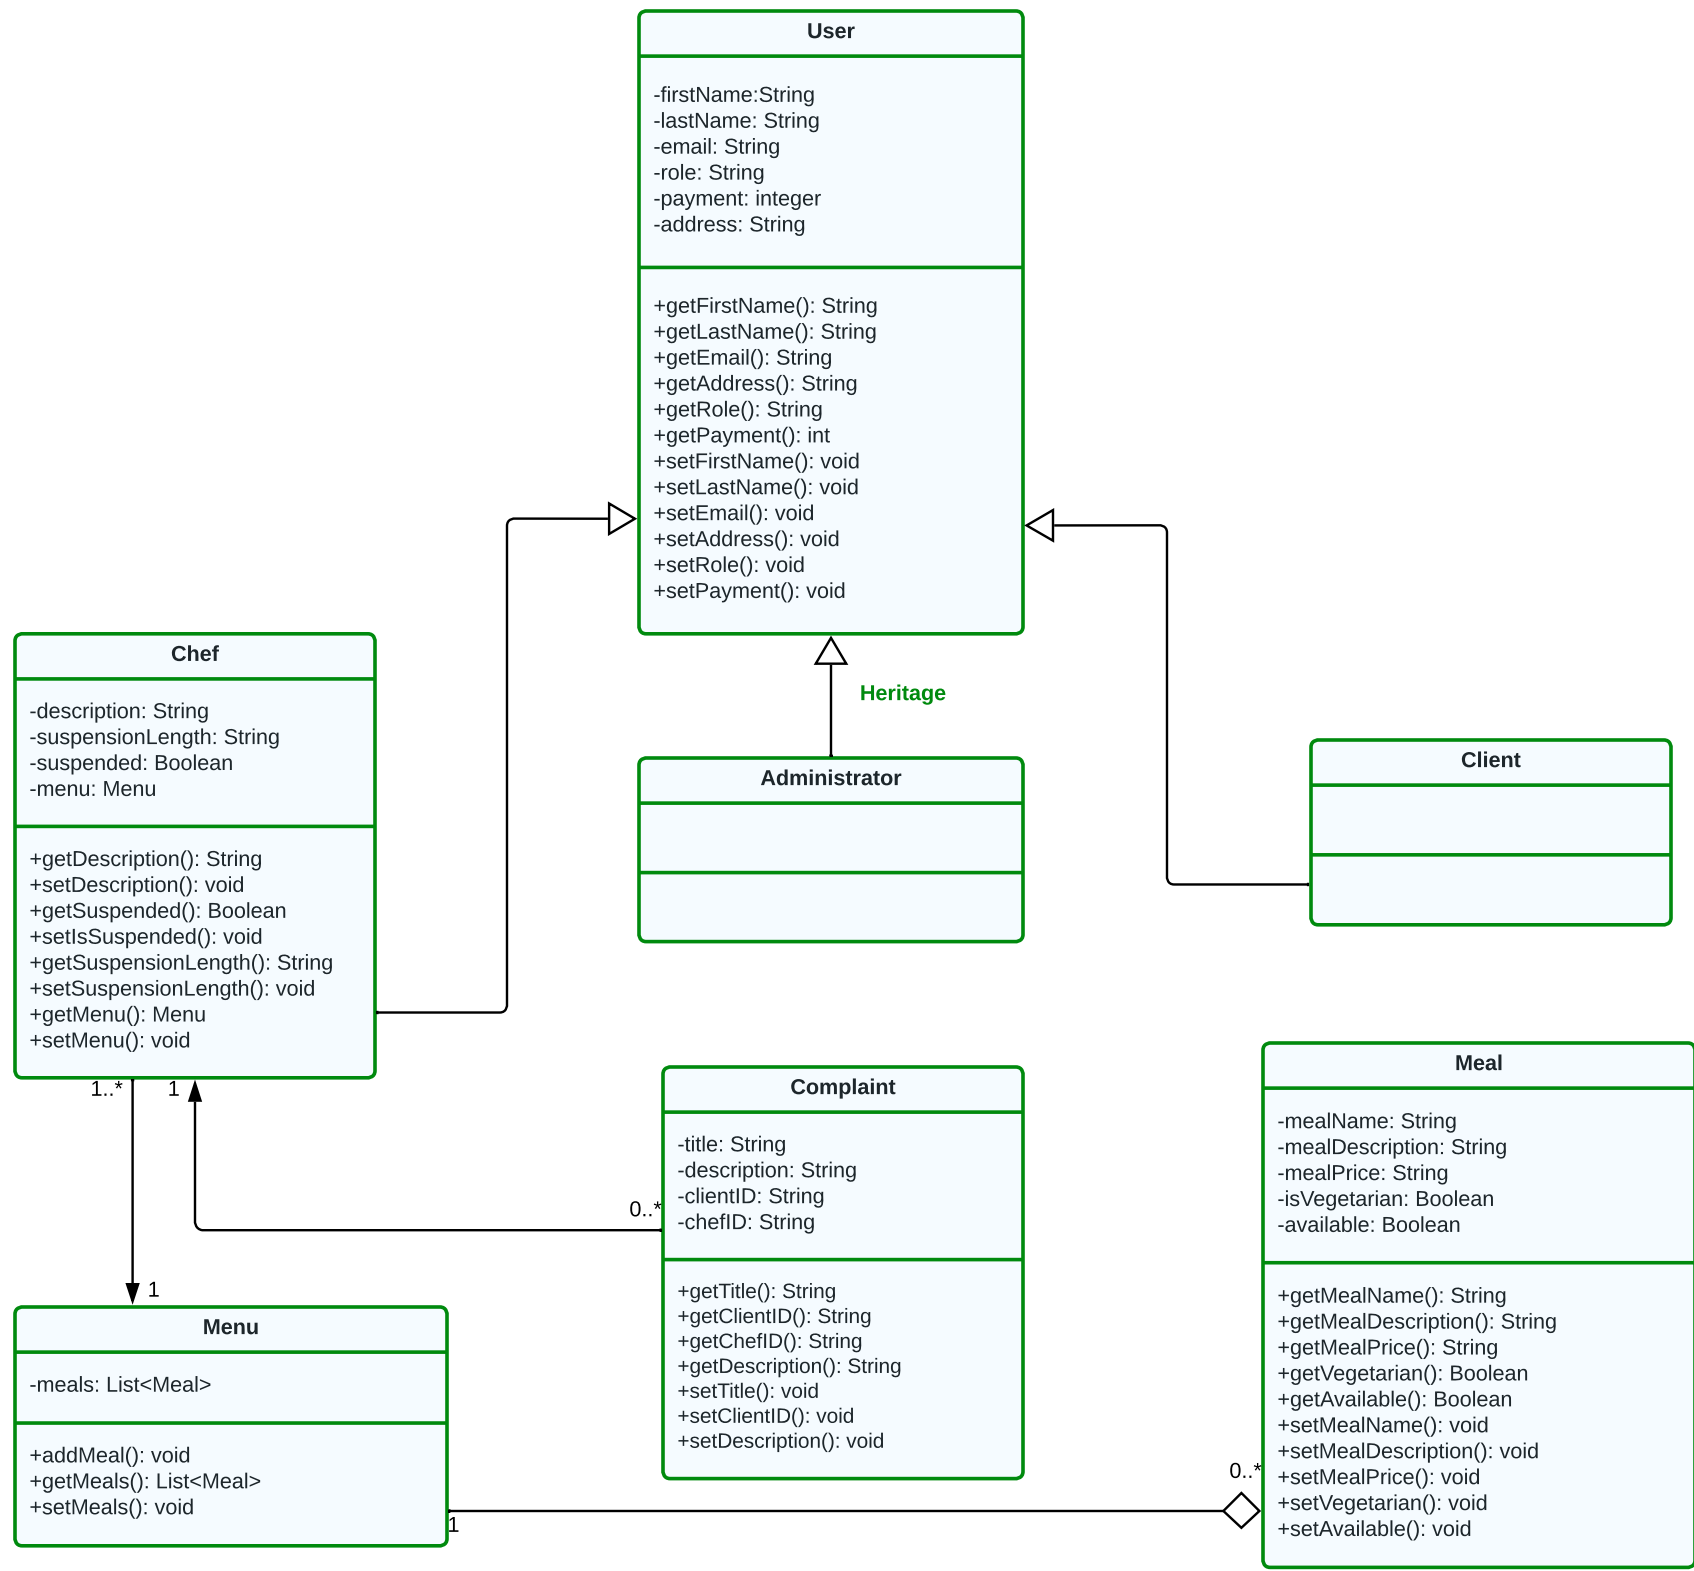 User
-firstName:String
-lastName: String
-email: String
-role: String
-payment: integer
-address: String
+getFirstName(): String
+getLastName(): String
+getEmail(): String
+getAddress(): String
+getRole(): String
+getPayment(): int
+setFirstName(): void
+setLastName(): void
+setEmail(): void
+setAddress(): void
+setRole(): void
+setPayment(): void
Heritage
Chef
-description: String
-suspensionLength: String
-suspended: Boolean
-menu: Menu
+getDescription(): String
+setDescription(): void
+getSuspended(): Boolean
+setIsSuspended(): void
+getSuspensionLength(): String
+setSuspensionLength(): void
+getMenu(): Menu
+setMenu(): void
Administrator
Client
1..*
1
0..*
1
Complaint
-title: String
-description: String
-clientID: String
-chefID: String
+getTitle(): String
+getClientID(): String
+getChefID(): String
+getDescription(): String
+setTitle(): void
+setClientID(): void
+setDescription(): void
Meal
-mealName: String
-mealDescription: String
-mealPrice: String
-isVegetarian: Boolean
-available: Boolean
+getMealName(): String
+getMealDescription(): String
+getMealPrice(): String
+getVegetarian(): Boolean
+getAvailable(): Boolean
+setMealName(): void
+setMealDescription(): void
+setMealPrice(): void
+setVegetarian(): void
+setAvailable(): void
Menu
-meals: List<Meal>
+addMeal(): void
+getMeals(): List<Meal>
+setMeals(): void
1
0..*